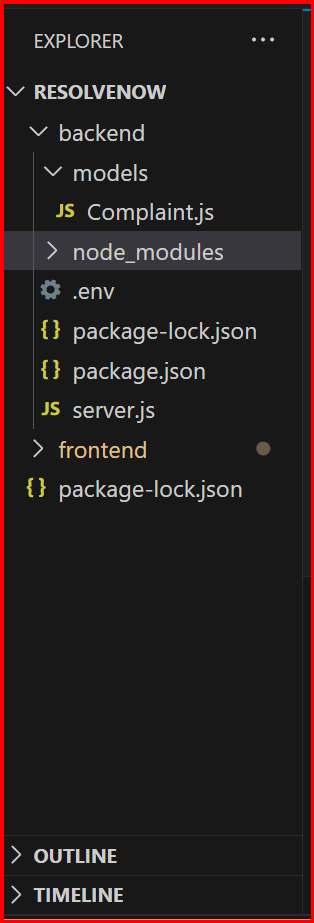 EXPLORER
RESOLVENOW
backend
models
JS Complaint.js
node_modules
.env
{ } package-lock.json
{ } package.json
JS server.js
frontend
{ } package-lock.json
OUTLINE
TIMELINE